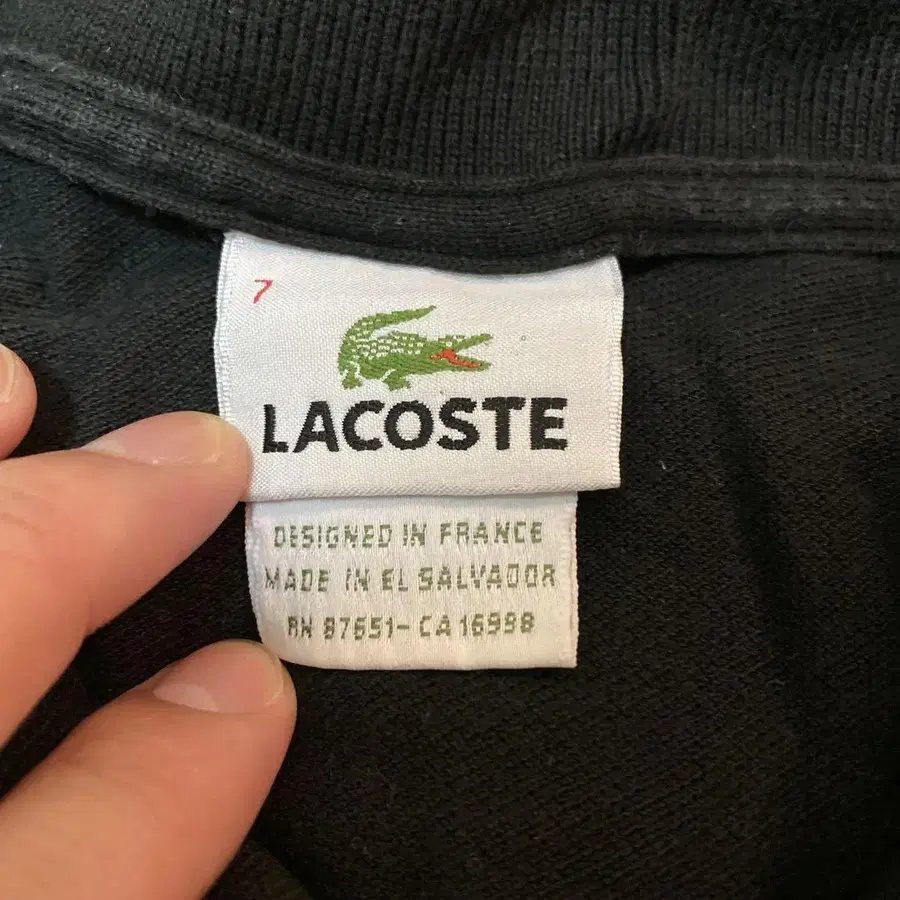 7
LACOSTE
DESIGNED IN FRANCE
MADE IN EL SALVADOR
RN 87651- CA 16998